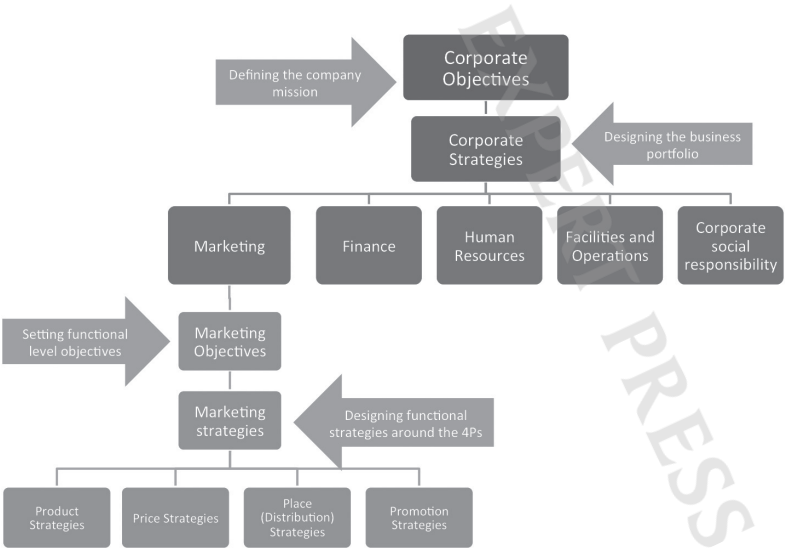 Corporate
Objectives
Defining the company
mission
Corporate
Strategies
Designing the business
portfolio
Marketing
Finance
Human
Resources
Facilities and
Operations
Corporate
social
responsibility
Setting functional
level objectives
Marketing
Objectives
Marketing
strategies
Designing functional
strategies around the 4Ps
Product
Strategies
Price Strategies
Place
(Distribution)
Strategies
Promotion
Strategies
EXPERT PRESS